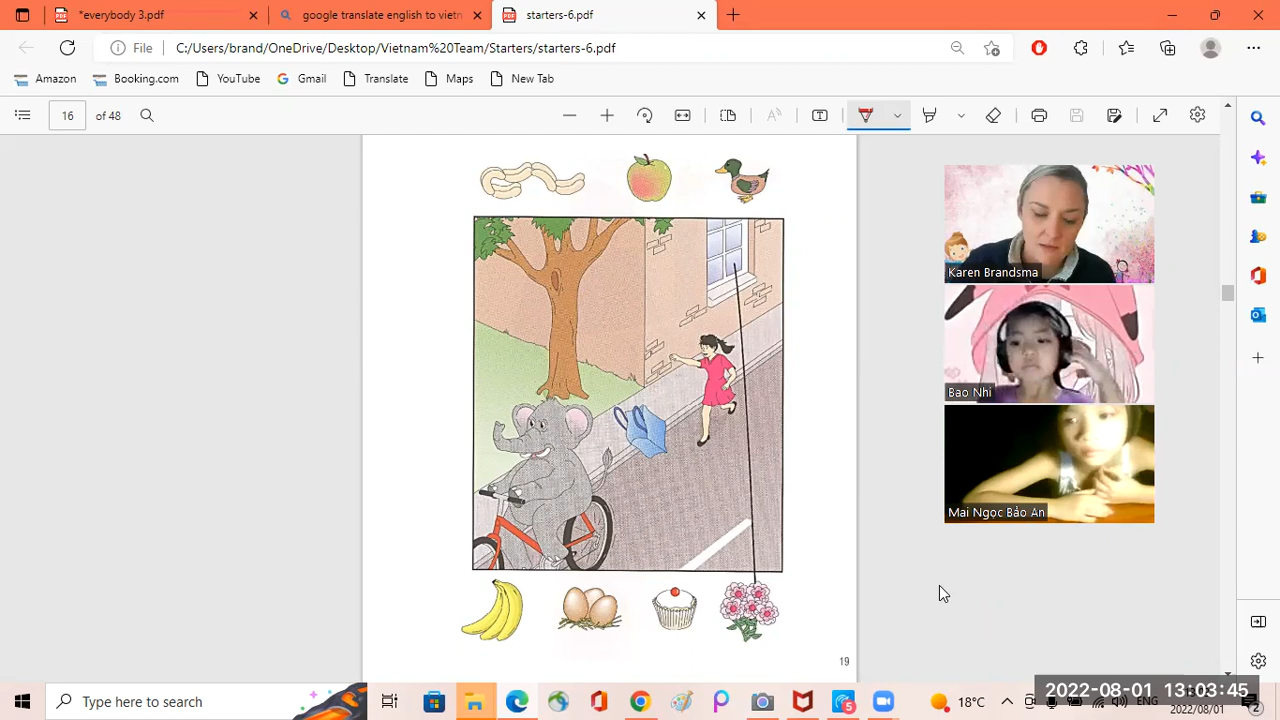 *everybody 3.pdf
google translate english to vietn
starters-6.pdf
File
C:/Users/brand/OneDrive/Desktop/Vietnam%20Team/Starters/starters-6.pdf
Amazon
Booking.com
YouTube
Gmail
Translate
Maps
New Tab
16 of 48
Karen Brandsma
Bao Nhi
Mai Ngọc Bảo An
19
Type here to search
5
18°C
ENG
2022-08-01 13:03:45
2022/08/01
2